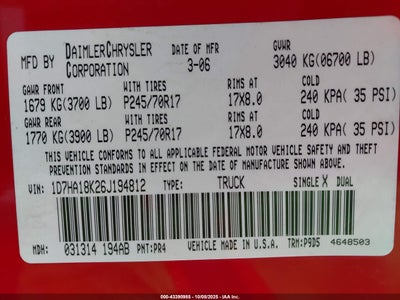 MFD BY DAIMLERCHRYSLER CORPORATION DATE OF MFR 3-06 GVWR 3040 KG(06700 LB)
GAWR FRONT WITH TIRES RIMS AT COLD
1679 KG(3700 LB) P245/70R17 17X8.0 240 KPA( 35 PSI)
GAWR REAR WITH TIRES RIMS AT COLD
1770 KG(3900 LB) P245/70R17 17X8.0 240 KPA( 35 PSI)
THIS VEHICLE CONFORMS TO ALL APPLICABLE FEDERAL MOTOR VEHICLE SAFETY AND
THEFT PREVENTION STANDARDS IN EFFECT ON THE DATE OF MANUFACTURE SHOWN ABOVE.
VIN: 1D7HA18K26J194812 TYPE: TRUCK SINGLE X DUAL
MDH: 031314 194AB PNT:PR4 VEHICLE MADE IN U.S.A. TRM:P9D5 4648503
000-43390955 - 10/08/2025 - IAA Inc.